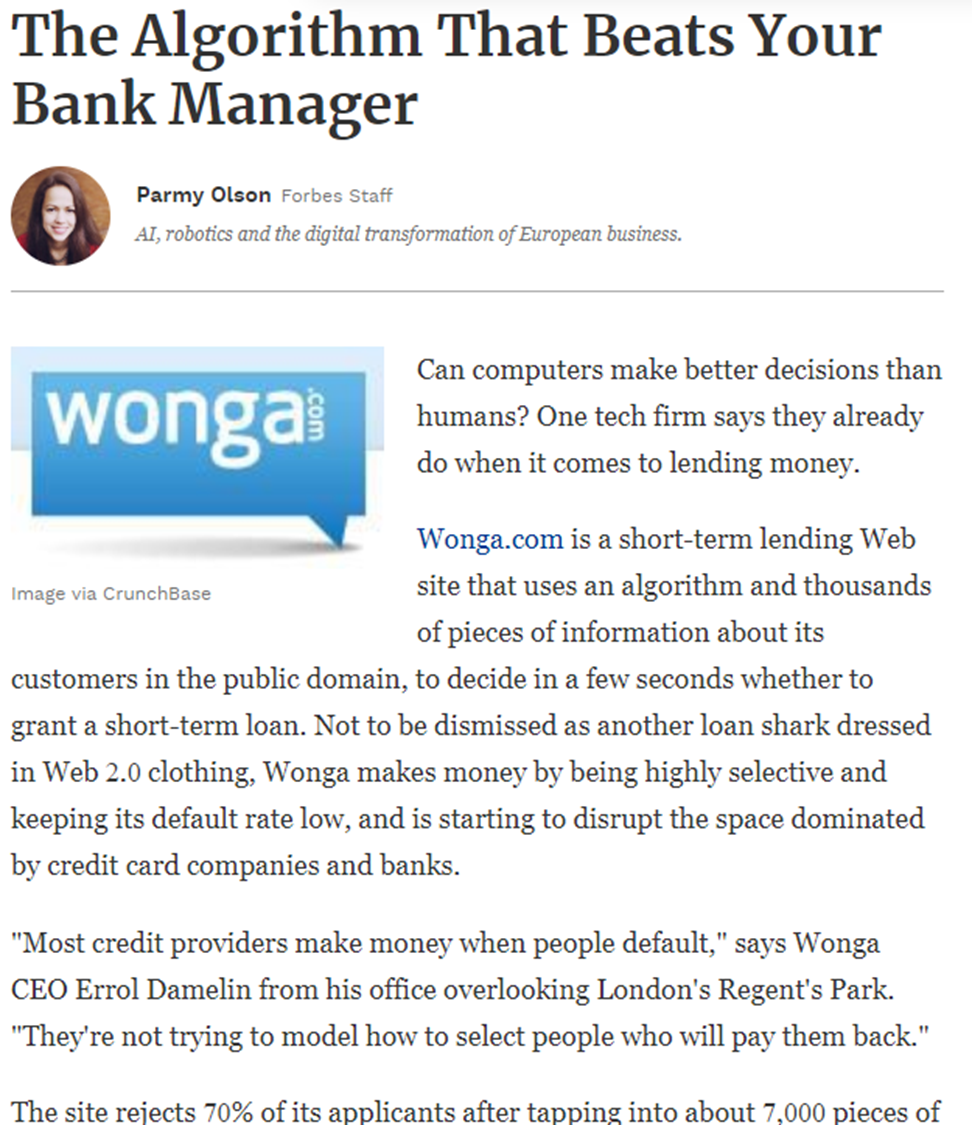 The Algorithm That Beats Your
Bank Manager
Parmy Olson Forbes Staff
AI, robotics and the digital transformation of European business.
wonga.com
Image via CrunchBase
Can computers make better decisions than
humans? One tech firm says they already
do when it comes to lending money.
Wonga.com is a short-term lending Web
site that uses an algorithm and thousands
of pieces of information about its
customers in the public domain, to decide in a few seconds whether to
grant a short-term loan. Not to be dismissed as another loan shark dressed
in Web 2.0 clothing, Wonga makes money by being highly selective and
keeping its default rate low, and is starting to disrupt the space dominated
by credit card companies and banks.
"Most credit providers make money when people default," says Wonga
CEO Errol Damelin from his office overlooking London's Regent's Park.
"They're not trying to model how to select people who will pay them back."
The site rejects 70% of its applicants after tapping into about 7,000 pieces of